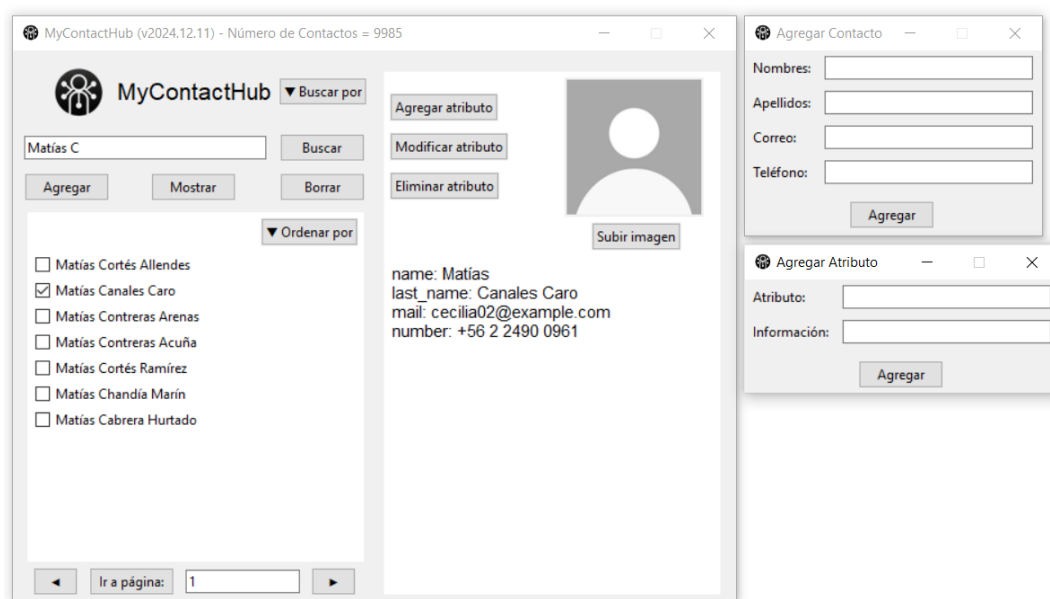 MyContactHub (v2024.12.11) - Número de Contactos = 9985
MyContactHub
▼ Buscar por
Matías C
Buscar
Agregar
Mostrar
Borrar
▼ Ordenar por
Matías Cortés Allendes
Matías Canales Caro
Matías Contreras Arenas
Matías Contreras Acuña
Matías Cortés Ramírez
Matías Chandía Marín
Matías Cabrera Hurtado
◄
Ir a página:
1
►
Agregar atributo
Modificar atributo
Eliminar atributo
Subir imagen
name: Matías
last_name: Canales Caro
mail: cecilia02@example.com
number: +56 2 2490 0961
Agregar Contacto
Nombres:
Apellidos:
Correo:
Teléfono:
Agregar
Agregar Atributo
Atributo:
Información:
Agregar